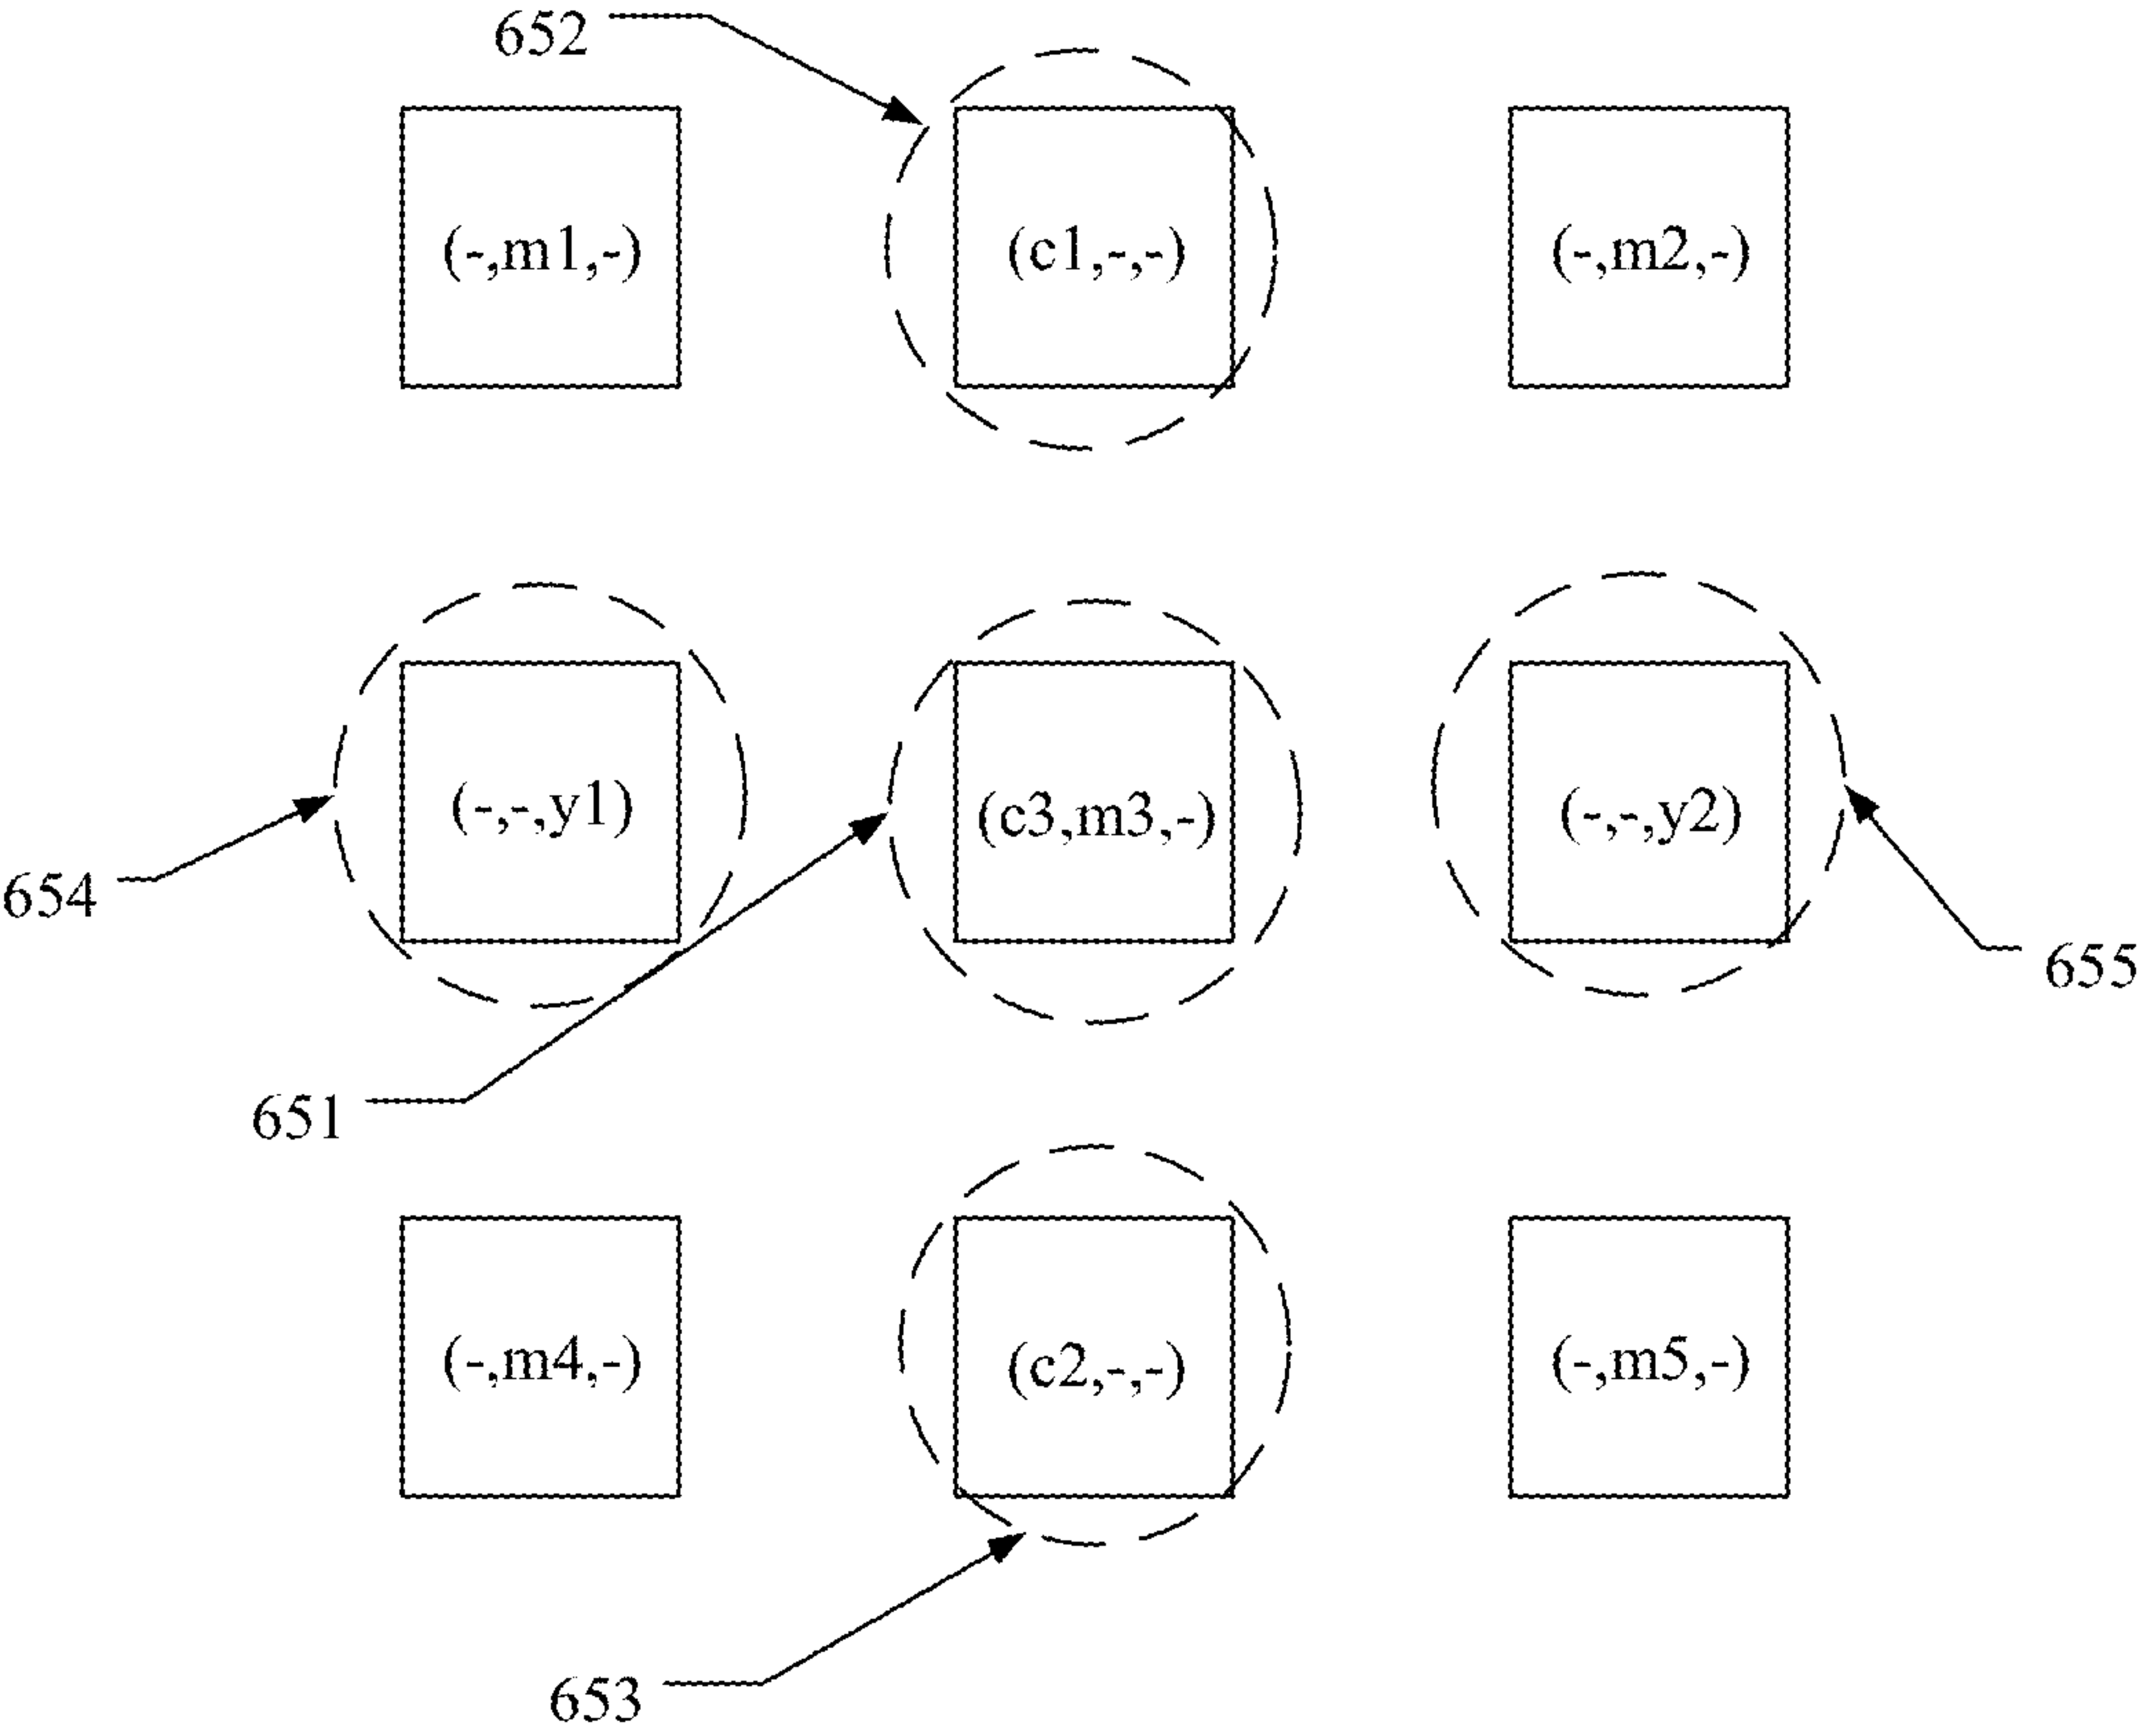 652
(-,m1,-)
(c1,-,-)
(-,m2,-)
(-,-,y1)
(c3,m3,-)
(-,-,y2)
654
655
651
(-,m4,-)
(c2,-,-)
(-,m5,-)
653